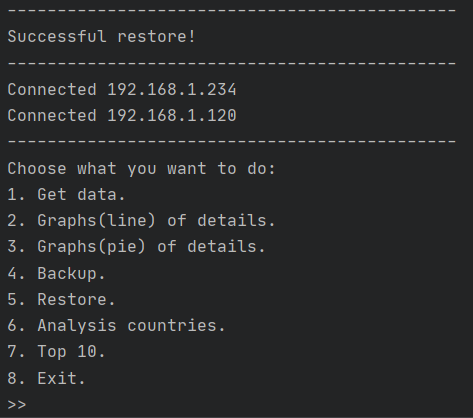 ---------------------------------------------
Successful restore!
---------------------------------------------
Connected 192.168.1.234
Connected 192.168.1.120
---------------------------------------------
Choose what you want to do:
1. Get data.
2. Graphs(line) of details.
3. Graphs(pie) of details.
4. Backup.
5. Restore.
6. Analysis countries.
7. Top 10.
8. Exit.
>>